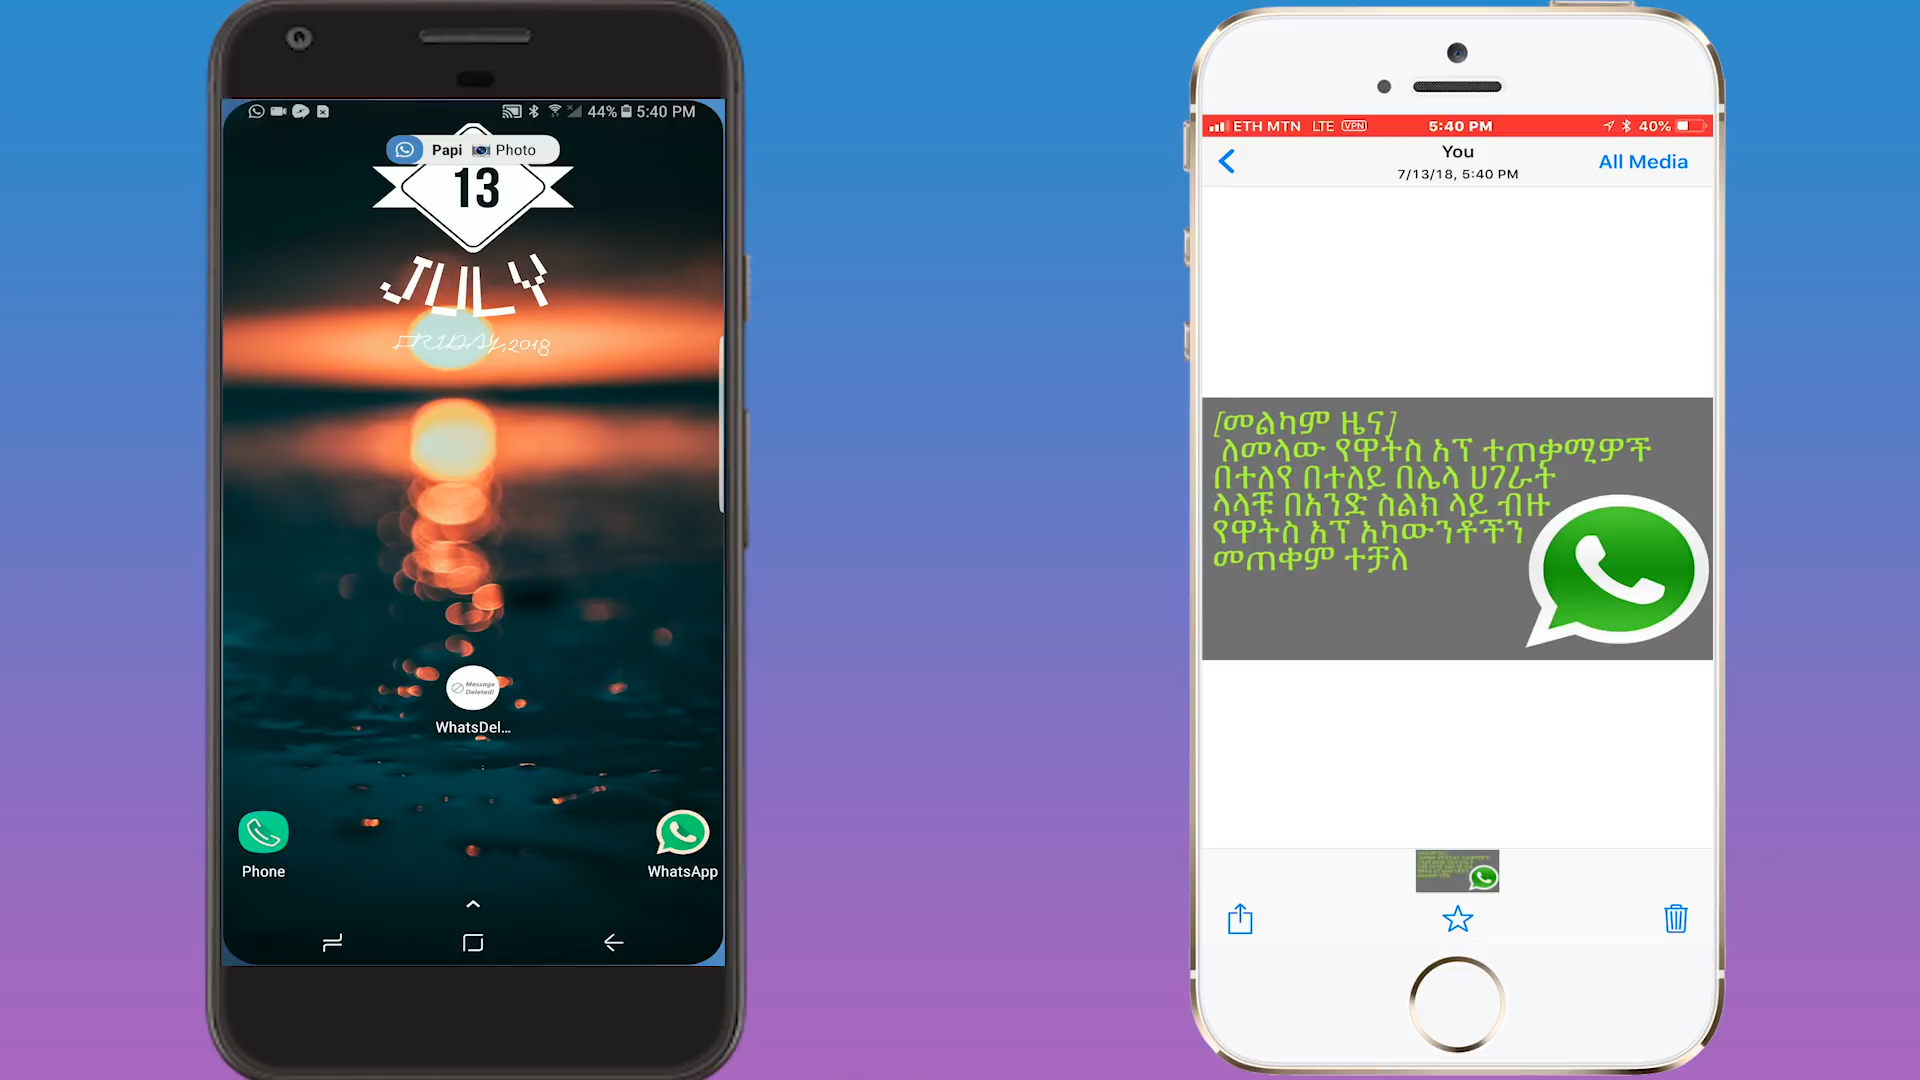 44% 5:40 PM
Papi Photo
13
JULY
FRIDAY,2018
Message
Deleted!
WhatsDel...
Phone
WhatsApp
ETH MTN LTE VPN 5:40 PM 40%
You
7/13/18, 5:40 PM
All Media
[መልካም ዜና]
ለመላው የዋትስ አፕ ተጠቃሚዎች
በተለየ በተለይ በሌላ ሀገራት
ላላቹ በአንድ ስልክ ላይ ብዙ
የዋትስ አፕ አካውንቶችን
መጠቀም ተቻለ